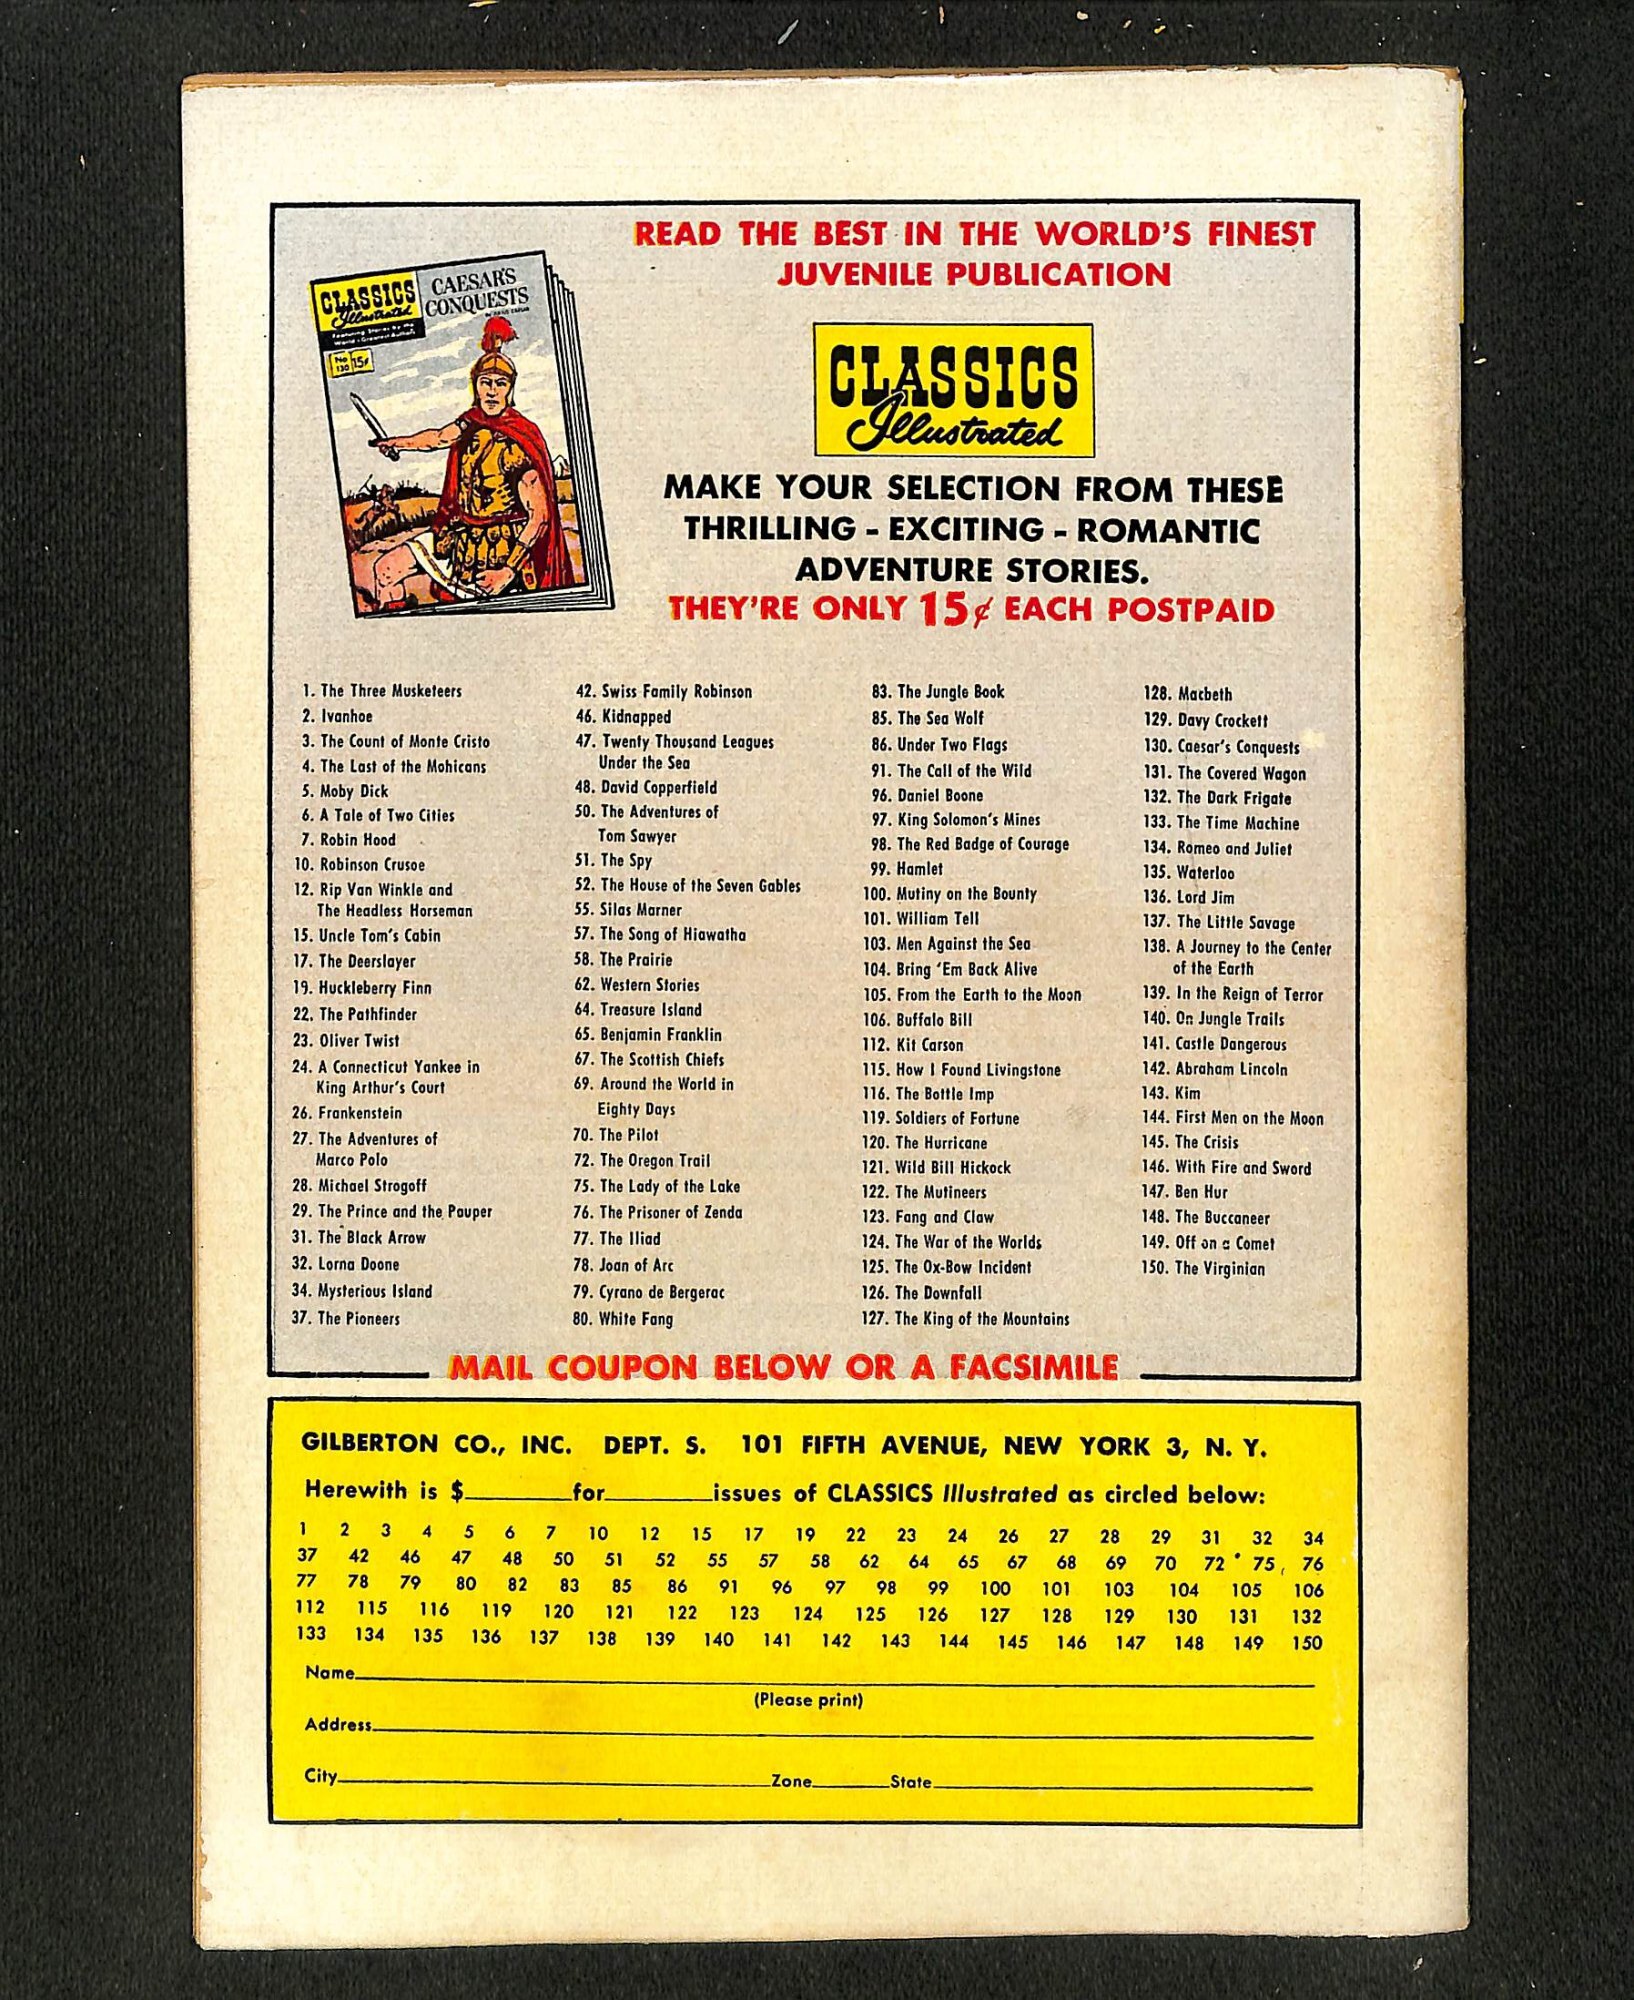 READ THE BEST IN THE WORLD'S FINEST
JUVENILE PUBLICATION
CLASSICS
Illustrated
Featuring Stories by the
World's Greatest Authors
CAESAR'S
CONQUESTS
No
130
15¢
CLASSICS
Illustrated
MAKE YOUR SELECTION FROM THESE
THRILLING - EXCITING - ROMANTIC
ADVENTURE STORIES.
THEY'RE ONLY 15¢ EACH POSTPAID
1. The Three Musketeers
2. Ivanhoe
3. The Count of Monte Cristo
4. The Last of the Mohicans
5. Moby Dick
6. A Tale of Two Cities
7. Robin Hood
10. Robinson Crusoe
12. Rip Van Winkle and
The Headless Horseman
15. Uncle Tom's Cabin
17. The Deerslayer
19. Huckleberry Finn
22. The Pathfinder
23. Oliver Twist
24. A Connecticut Yankee in
King Arthur's Court
26. Frankenstein
27. The Adventures of
Marco Polo
28. Michael Strogoff
29. The Prince and the Pauper
31. The Black Arrow
32. Lorna Doone
34. Mysterious Island
37. The Pioneers
42. Swiss Family Robinson
46. Kidnapped
47. Twenty Thousand Leagues
Under the Sea
48. David Copperfield
50. The Adventures of
Tom Sawyer
51. The Spy
52. The House of the Seven Gables
55. Silas Marner
57. The Song of Hiawatha
58. The Prairie
62. Western Stories
64. Treasure Island
65. Benjamin Franklin
67. The Scottish Chiefs
69. Around the World in
Eighty Days
70. The Pilot
72. The Oregon Trail
75. The Lady of the Lake
76. The Prisoner of Zenda
77. The Iliad
78. Joan of Arc
79. Cyrano de Bergerac
80. White Fang
83. The Jungle Book
85. The Sea Wolf
86. Under Two Flags
91. The Call of the Wild
96. Daniel Boone
97. King Solomon's Mines
98. The Red Badge of Courage
99. Hamlet
100. Mutiny on the Bounty
101. William Tell
103. Men Against the Sea
104. Bring 'Em Back Alive
105. From the Earth to the Moon
106. Buffalo Bill
112. Kit Carson
115. How I Found Livingstone
116. The Bottle Imp
119. Soldiers of Fortune
120. The Hurricane
121. Wild Bill Hickock
122. The Mutineers
123. Fang and Claw
124. The War of the Worlds
125. The Ox-Bow Incident
126. The Downfall
127. The King of the Mountains
128. Macbeth
129. Davy Crockett
130. Caesar's Conquests
131. The Covered Wagon
132. The Dark Frigate
133. The Time Machine
134. Romeo and Juliet
135. Waterloo
136. Lord Jim
137. The Little Savage
138. A Journey to the Center
of the Earth
139. In the Reign of Terror
140. On Jungle Trails
141. Castle Dangerous
142. Abraham Lincoln
143. Kim
144. First Men on the Moon
145. The Crisis
146. With Fire and Sword
147. Ben Hur
148. The Buccaneer
149. Off on a Comet
150. The Virginian
MAIL COUPON BELOW OR A FACSIMILE
GILBERTON CO., INC. DEPT. S. 101 FIFTH AVENUE, NEW YORK 3, N. Y.
Herewith is $________for________issues of CLASSICS Illustrated as circled below:
1 2 3 4 5 6 7 10 12 15 17 19 22 23 24 26 27 28 29 31 32 34
37 42 46 47 48 50 51 52 55 57 58 62 64 65 67 68 69 70 72 75 76
77 78 79 80 82 83 85 86 91 96 97 98 99 100 101 103 104 105 106
112 115 116 119 120 121 122 123 124 125 126 127 128 129 130 131 132
133 134 135 136 137 138 139 140 141 142 143 144 145 146 147 148 149 150
Name________
(Please print)
Address________
City________Zone________State________